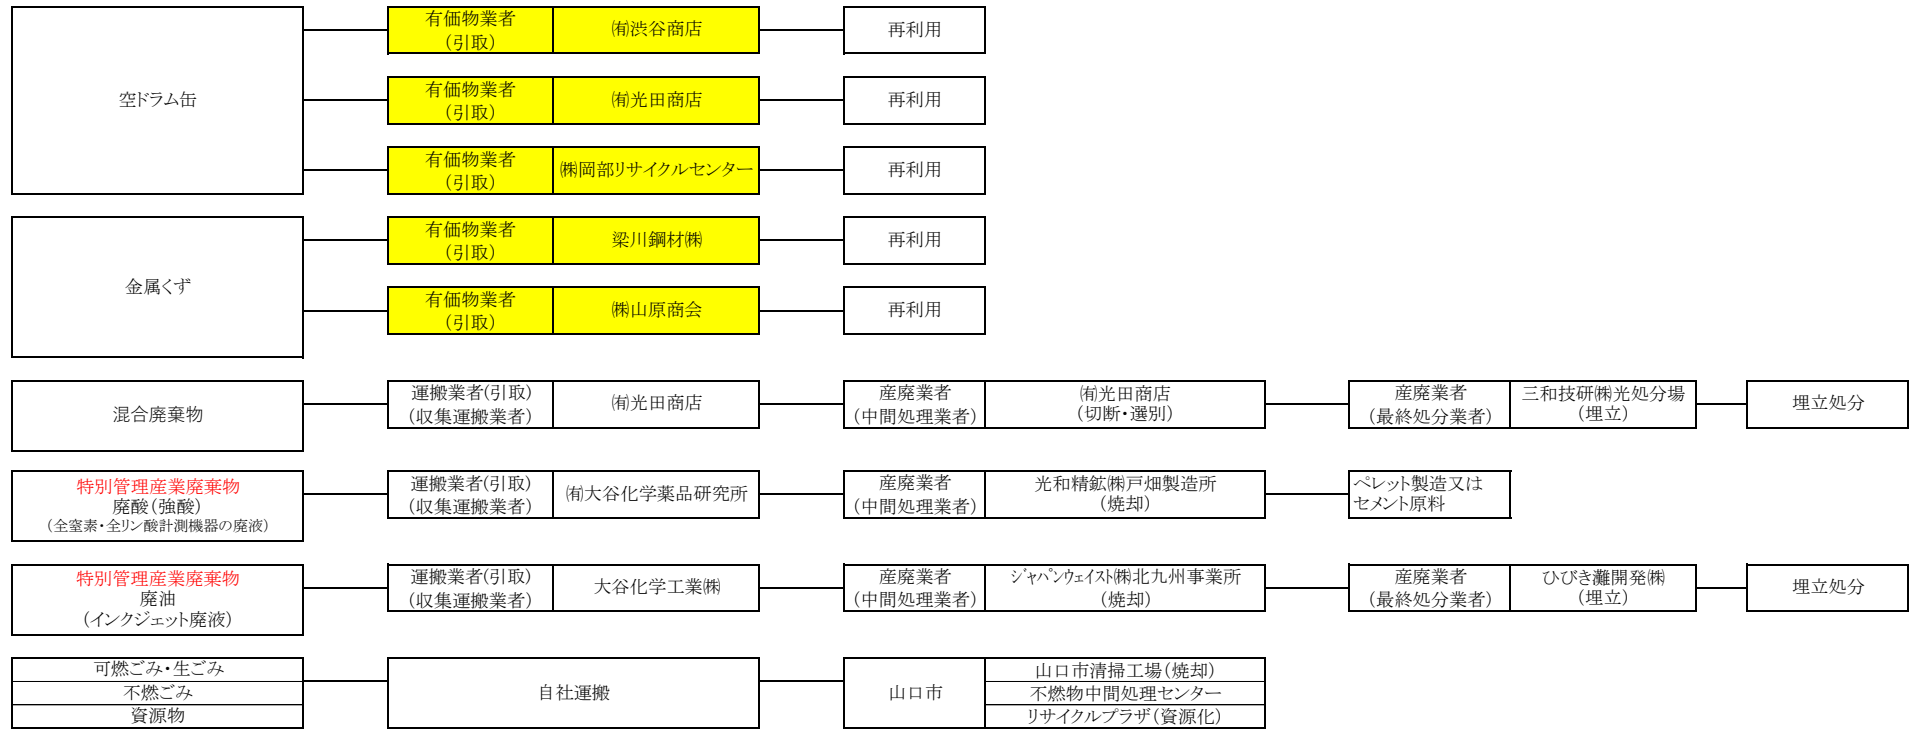 空ドラム缶
有価物業者
(引取)
㈲渋谷商店
再利用
有価物業者
(引取)
㈲光田商店
再利用
有価物業者
(引取)
㈱岡部リサイクルセンター
再利用
金属くず
有価物業者
(引取)
梁川鋼材㈱
再利用
有価物業者
(引取)
㈱山原商会
再利用
混合廃棄物
運搬業者(引取)
(収集運搬業者)
㈲光田商店
産廃業者
(中間処理業者)
㈲光田商店
(切断・選別)
産廃業者
(最終処分業者)
三和技研㈱光処分場
(埋立)
埋立処分
特別管理産業廃棄物
廃酸(強酸)
(全窒素・全リン酸計測機器の廃液)
運搬業者(引取)
(収集運搬業者)
㈲大谷化学薬品研究所
産廃業者
(中間処理業者)
光和精鉱㈱戸畑製造所
(焼却)
ペレット製造又は
セメント原料
特別管理産業廃棄物
廃油
(インクジェット廃液)
運搬業者(引取)
(収集運搬業者)
大谷化学工業㈱
産廃業者
(中間処理業者)
ジャパンウェイスト㈱北九州事業所
(焼却)
産廃業者
(最終処分業者)
ひびき灘開発㈱
(埋立)
埋立処分
可燃ごみ・生ごみ
不燃ごみ
資源物
自社運搬
山口市
山口市清掃工場(焼却)
不燃物中間処理センター
リサイクルプラザ(資源化)